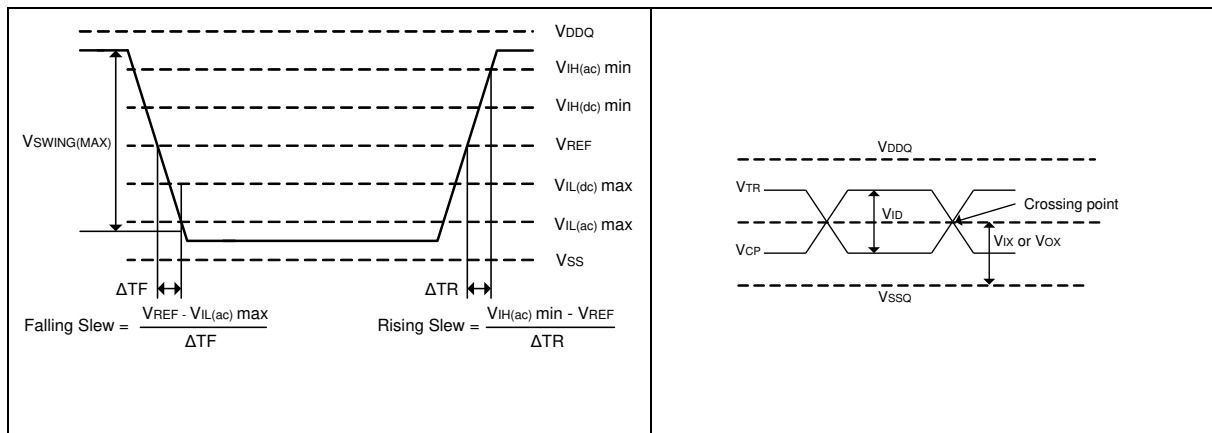 VDDQ
VIH(ac) min
VIH(dc) min
VSWING(MAX)
VREF
VIL(dc) max
VIL(ac) max
VSS
ΔTF
ΔTR
Falling Slew = VREF - VIL(ac) max
ΔTF
Rising Slew = VIH(ac) min - VREF
ΔTR
VDDQ
VTR
VID
Crossing point
VIX or VOX
VCP
VSSQ